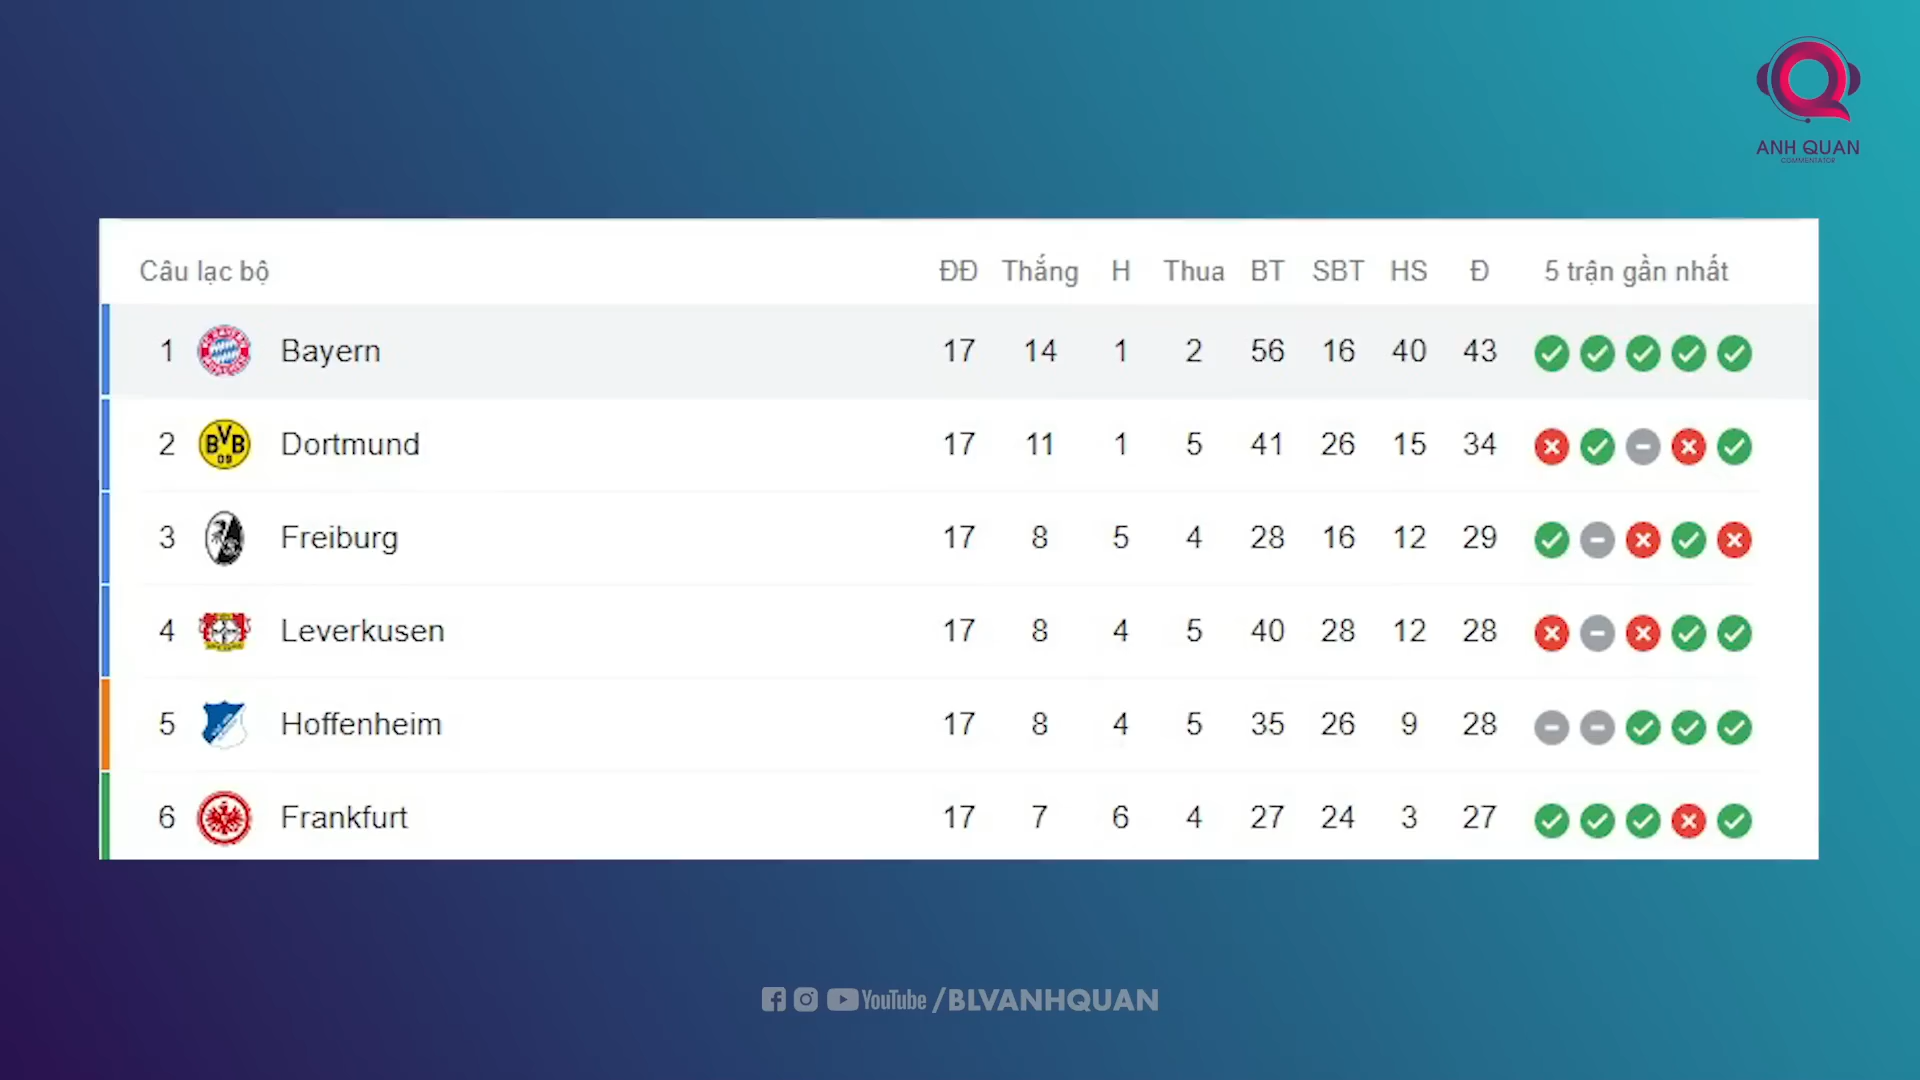 ANH QUAN
COMMENTATOR
Câu lạc bộ ĐĐ Thắng H Thua BT SBT HS Đ 5 trận gần nhất
1 Bayern 17 14 1 2 56 16 40 43
2 BVB 09 Dortmund 17 11 1 5 41 26 15 34
3 Freiburg 17 8 5 4 28 16 12 29
4 Leverkusen 17 8 4 5 40 28 12 28
5 Hoffenheim 17 8 4 5 35 26 9 28
6 Frankfurt 17 7 6 4 27 24 3 27
YouTube /BLVANHQUAN